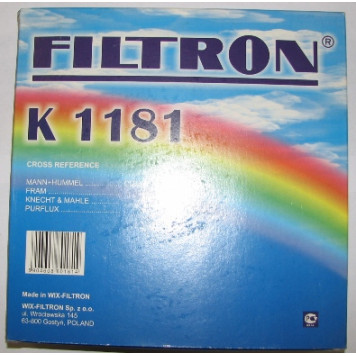 FILTRON®
K 1181
CROSS REFERENCE
MANN+HUMMEL
FRAM
KNECHT & MAHLE
PURFLUX
Made in WIX-FILTRON
WIX-FILTRON Sp. z o.o.
ul. Wrocławska 145
63-800 Gostyń, POLAND